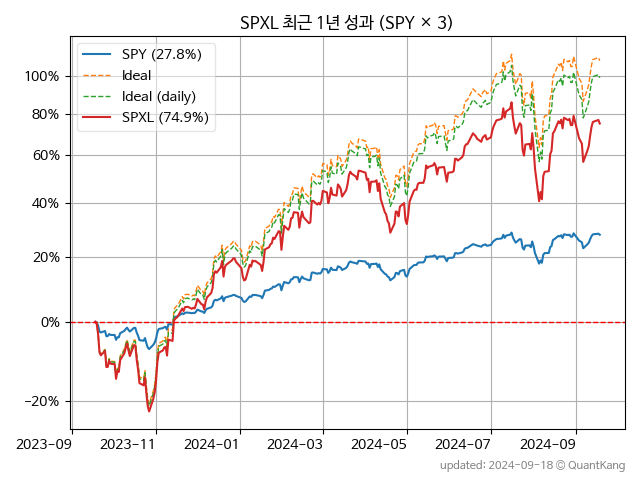 SPXL 최근 1년 성과 (SPY × 3)
SPY (27.8%)
Ideal
Ideal (daily)
SPXL (74.9%)
100%
80%
60%
40%
20%
0%
−20%
2023-09
2023-11
2024-01
2024-03
2024-05
2024-07
2024-09
updated: 2024-09-18 © QuantKang